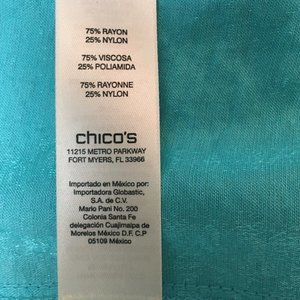 75% RAYON
25% NYLON
75% VISCOSA
25% POLIAMIDA
75% RAYONNE
25% NYLON
chico's
11215 METRO PARKWAY
FORT MYERS, FL 33966
Importado en México por:
Importadora Globastic,
S.A. de C.V.
Mario Pani No. 200
Colonia Santa Fe
delegación Cuajimalpa de
Morelos México D.F. C.P
05109 México